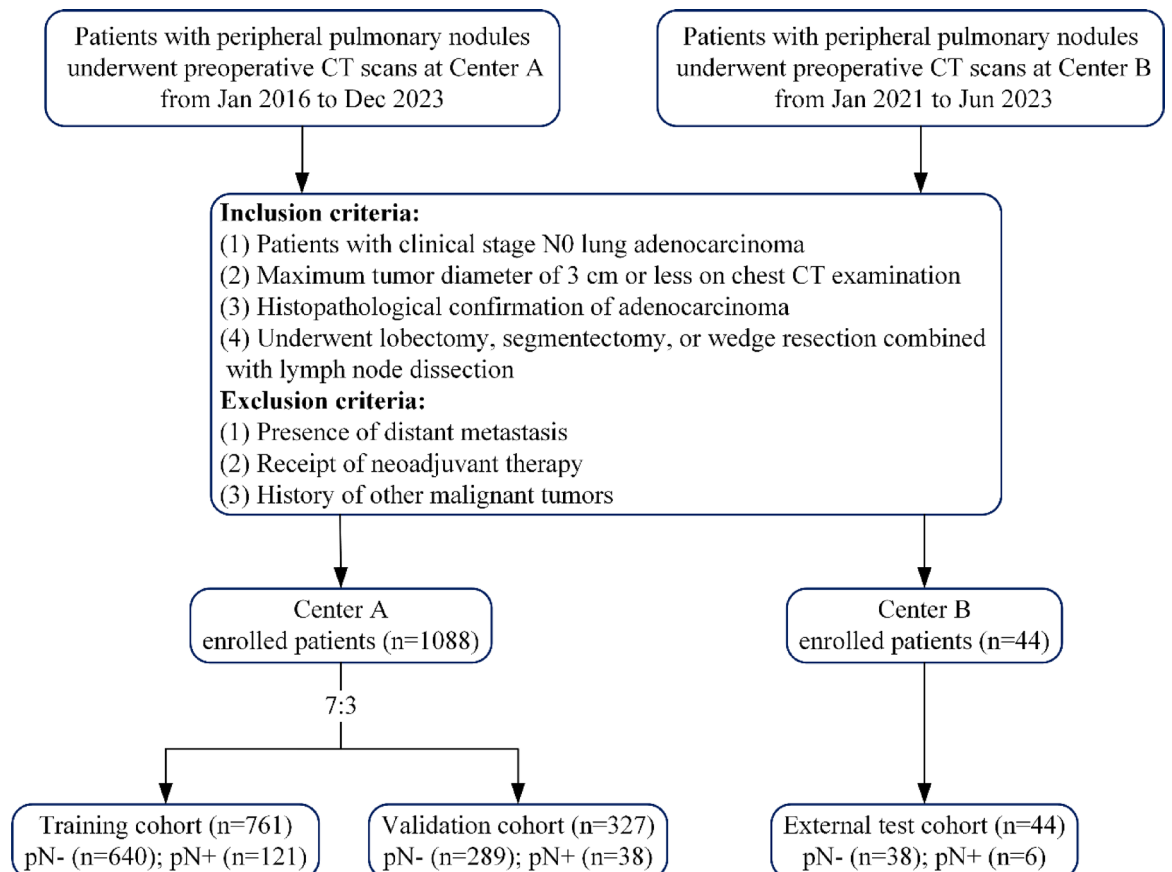 Patients with peripheral pulmonary nodules
underwent preoperative CT scans at Center A
from Jan 2016 to Dec 2023
Patients with peripheral pulmonary nodules
underwent preoperative CT scans at Center B
from Jan 2021 to Jun 2023
Inclusion criteria:
(1) Patients with clinical stage N0 lung adenocarcinoma
(2) Maximum tumor diameter of 3 cm or less on chest CT examination
(3) Histopathological confirmation of adenocarcinoma
(4) Underwent lobectomy, segmentectomy, or wedge resection combined
with lymph node dissection
Exclusion criteria:
(1) Presence of distant metastasis
(2) Receipt of neoadjuvant therapy
(3) History of other malignant tumors
Center A
enrolled patients (n=1088)
Center B
enrolled patients (n=44)
7:3
Training cohort (n=761)
pN- (n=640); pN+ (n=121)
Validation cohort (n=327)
pN- (n=289); pN+ (n=38)
External test cohort (n=44)
pN- (n=38); pN+ (n=6)